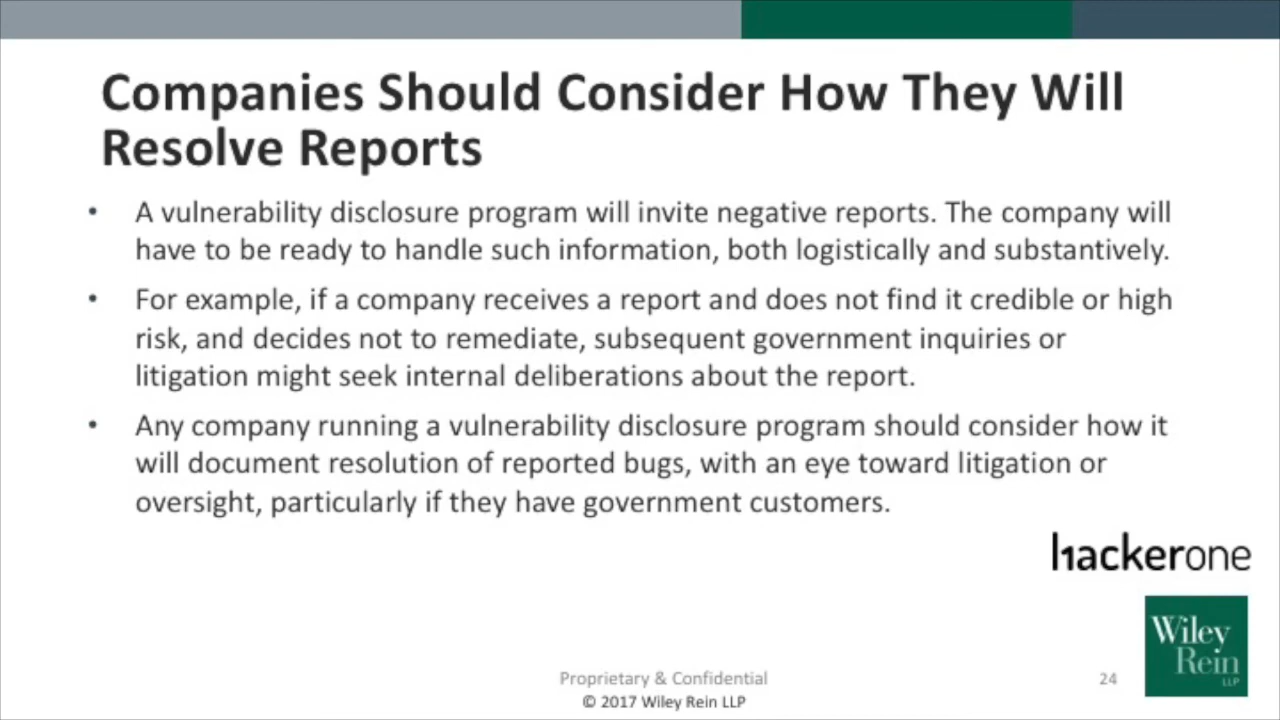 Companies Should Consider How They Will
Resolve Reports
• A vulnerability disclosure program will invite negative reports. The company will
have to be ready to handle such information, both logistically and substantively.
• For example, if a company receives a report and does not find it credible or high
risk, and decides not to remediate, subsequent government inquiries or
litigation might seek internal deliberations about the report.
• Any company running a vulnerability disclosure program should consider how it
will document resolution of reported bugs, with an eye toward litigation or
oversight, particularly if they have government customers.
hackerone
Wiley
Rein
LLP
Proprietary & Confidential
24
© 2017 Wiley Rein LLP